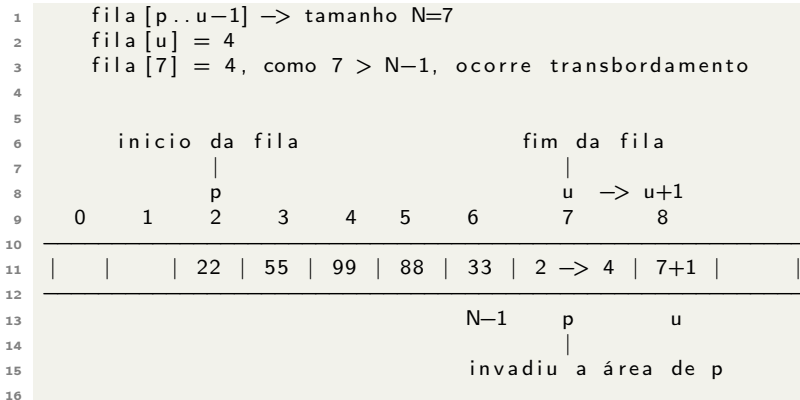 1 fila[p..u−1] −> tamanho N=7
2 fila[u] = 4
3 fila[7] = 4, como 7 > N−1, ocorre transbordamento
4
5
6 inicio da fila fim da fila
7 | |
8 p u −> u+1
9 0 1 2 3 4 5 6 7 8
10
11 | | | 22 | 55 | 99 | 88 | 33 | 2 −> 4 | 7+1 | |
12
13 N−1 p u
14 |
15 invadiu a área de p
16